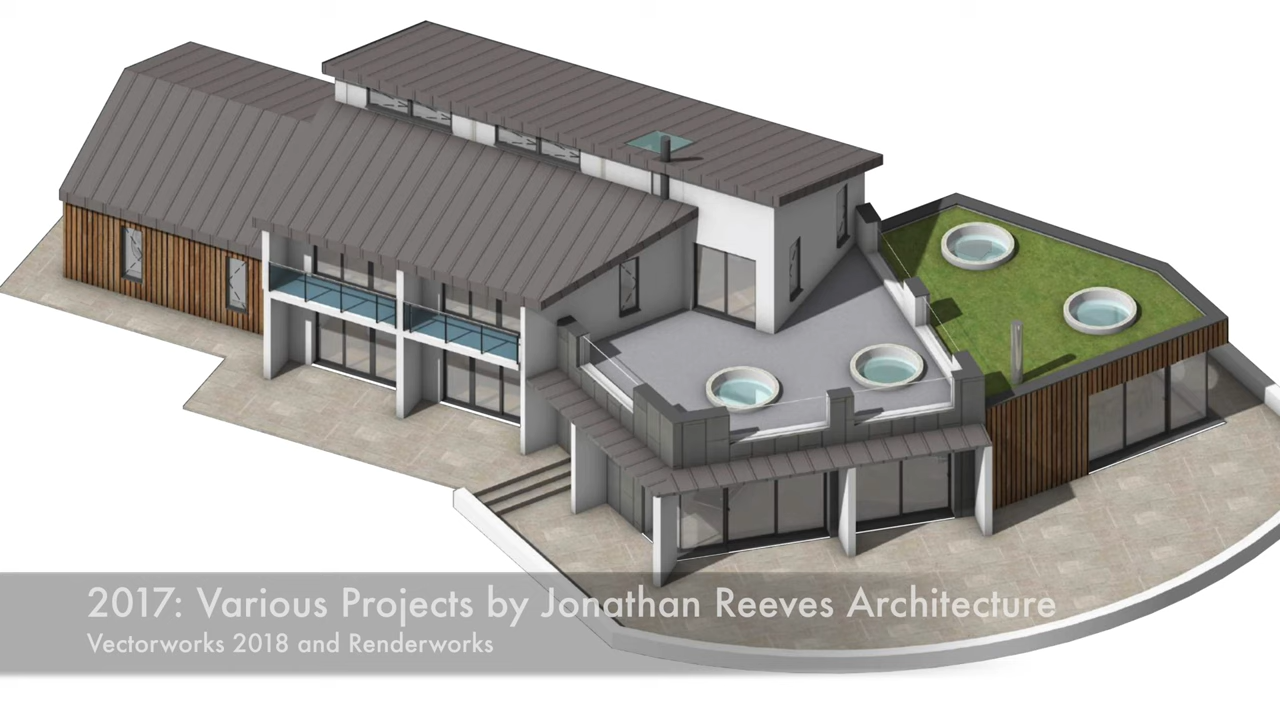 2017: Various Projects by Jonathan Reeves Architecture
Vectorworks 2018 and Renderworks